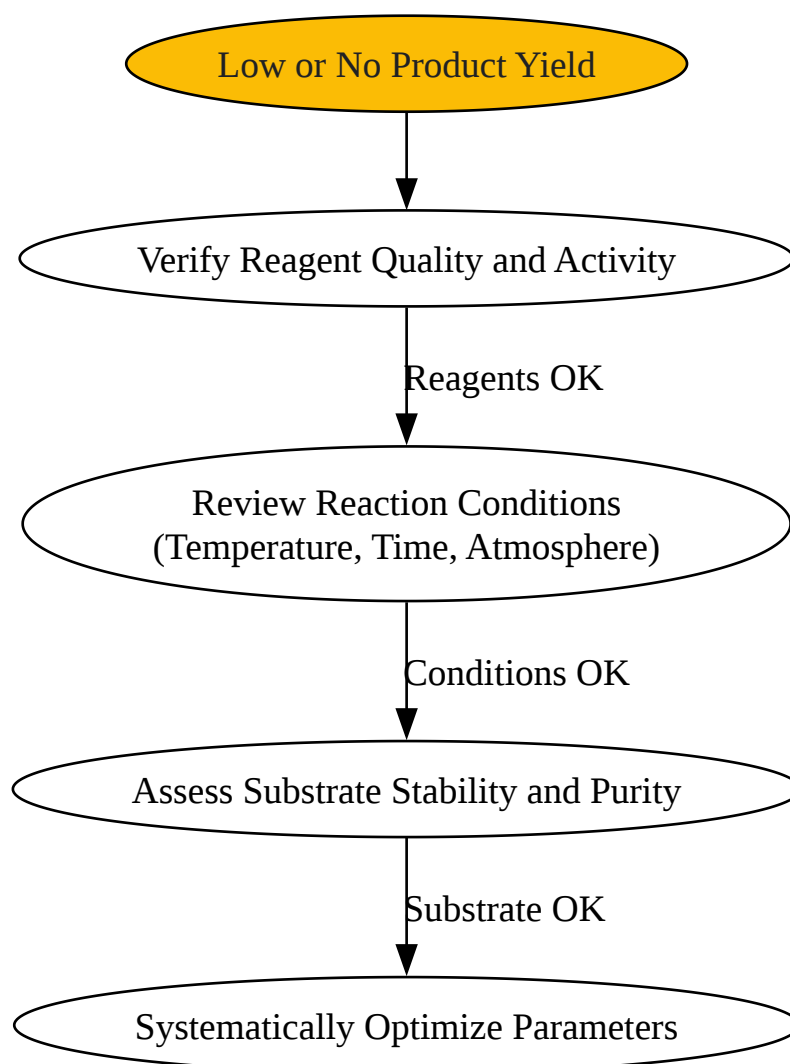 Low or No Product Yield
Verify Reagent Quality and Activity
Reagents OK
Review Reaction Conditions
(Temperature, Time, Atmosphere)
Conditions OK
Assess Substrate Stability and Purity
Substrate OK
Systematically Optimize Parameters